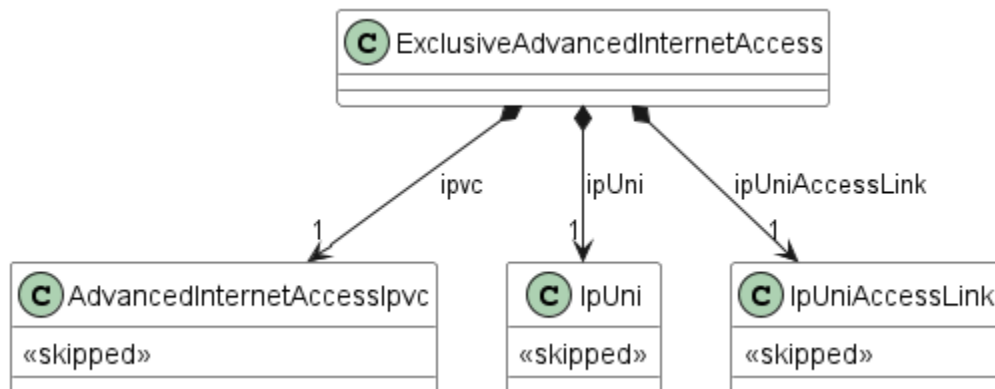 C ExclusiveAdvancedInternetAccess
ipvc ipUni ipUniAccessLink
1 1 1
C AdvancedInternetAccessIpvc C IpUni C IpUniAccessLink
«skipped» «skipped» «skipped»